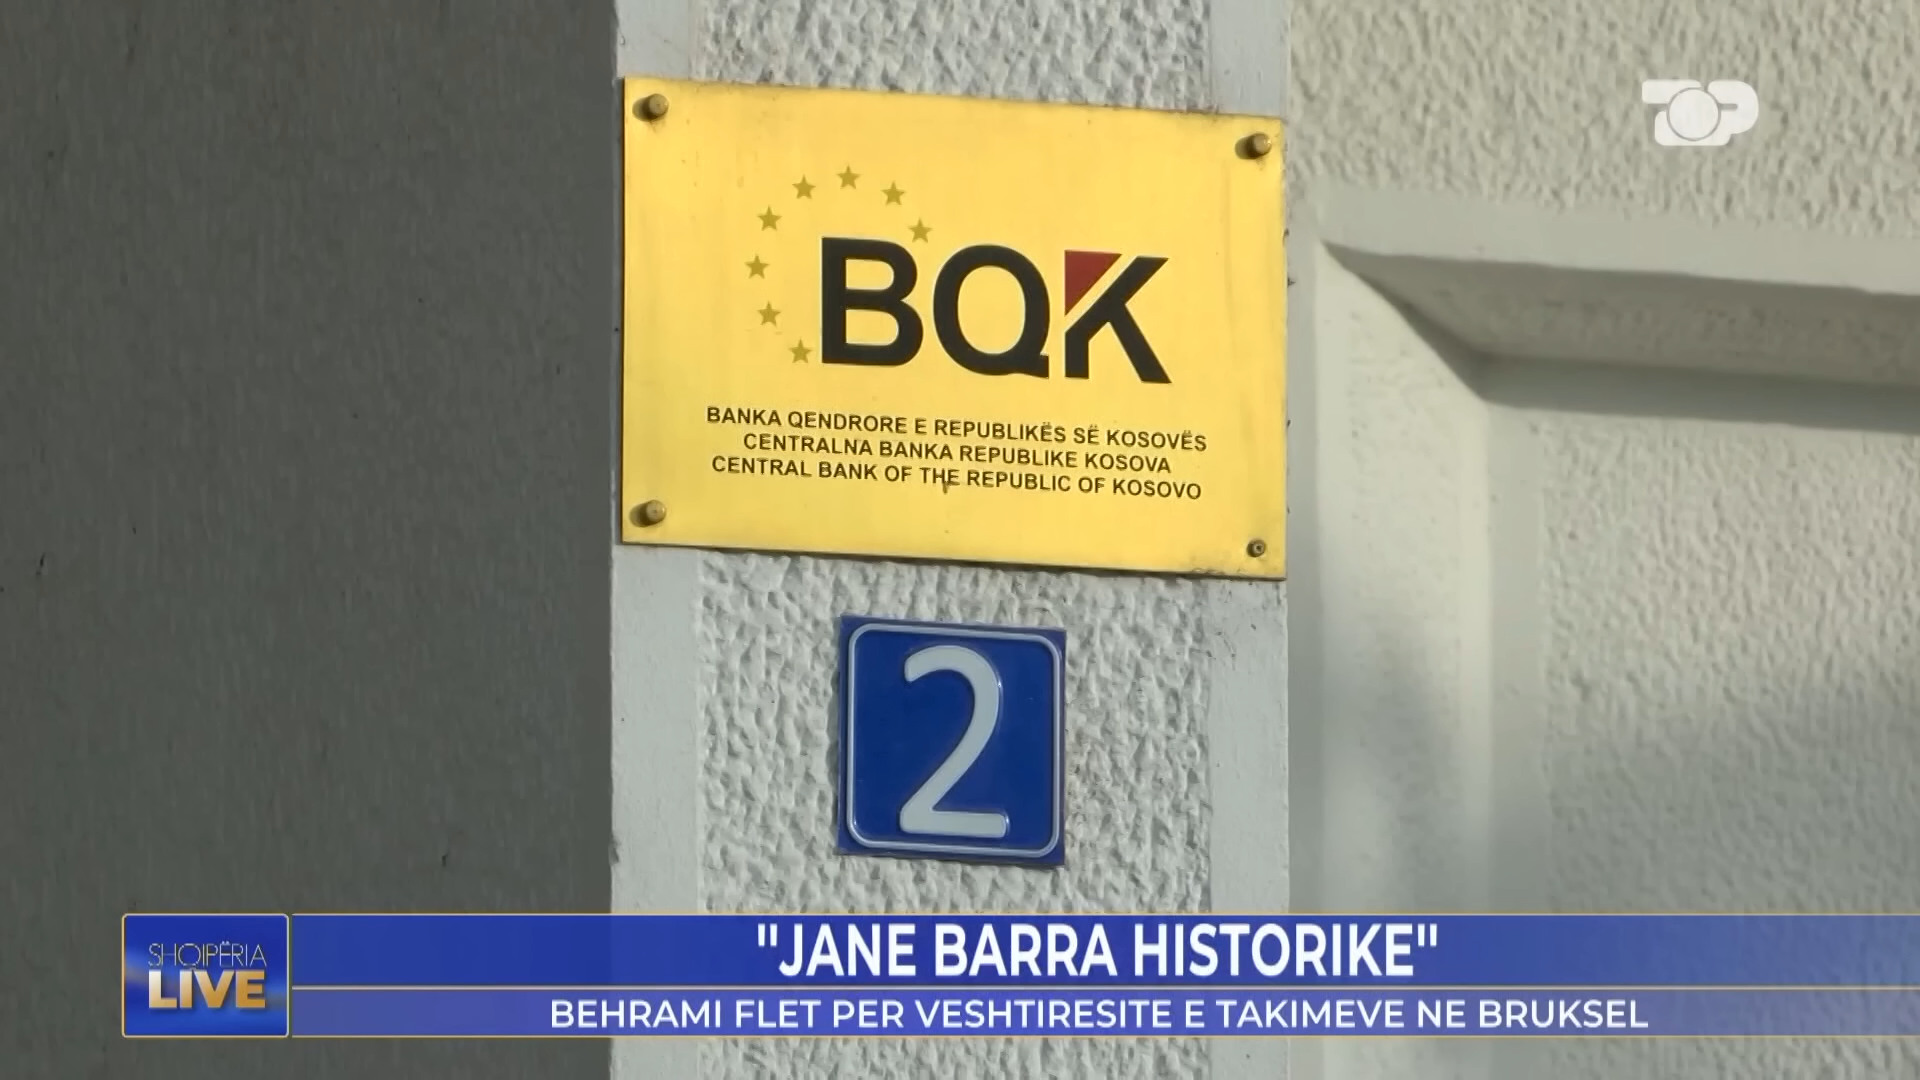 TOP
BQK
BANKA QENDRORE E REPUBLIKËS SË KOSOVËS
CENTRALNA BANKA REPUBLIKE KOSOVA
CENTRAL BANK OF THE REPUBLIC OF KOSOVO
2
"JANE BARRA HISTORIKE"
SHQIPËRIA
LIVE
BEHRAMI FLET PER VESHTIRESITE E TAKIMEVE NE BRUKSEL